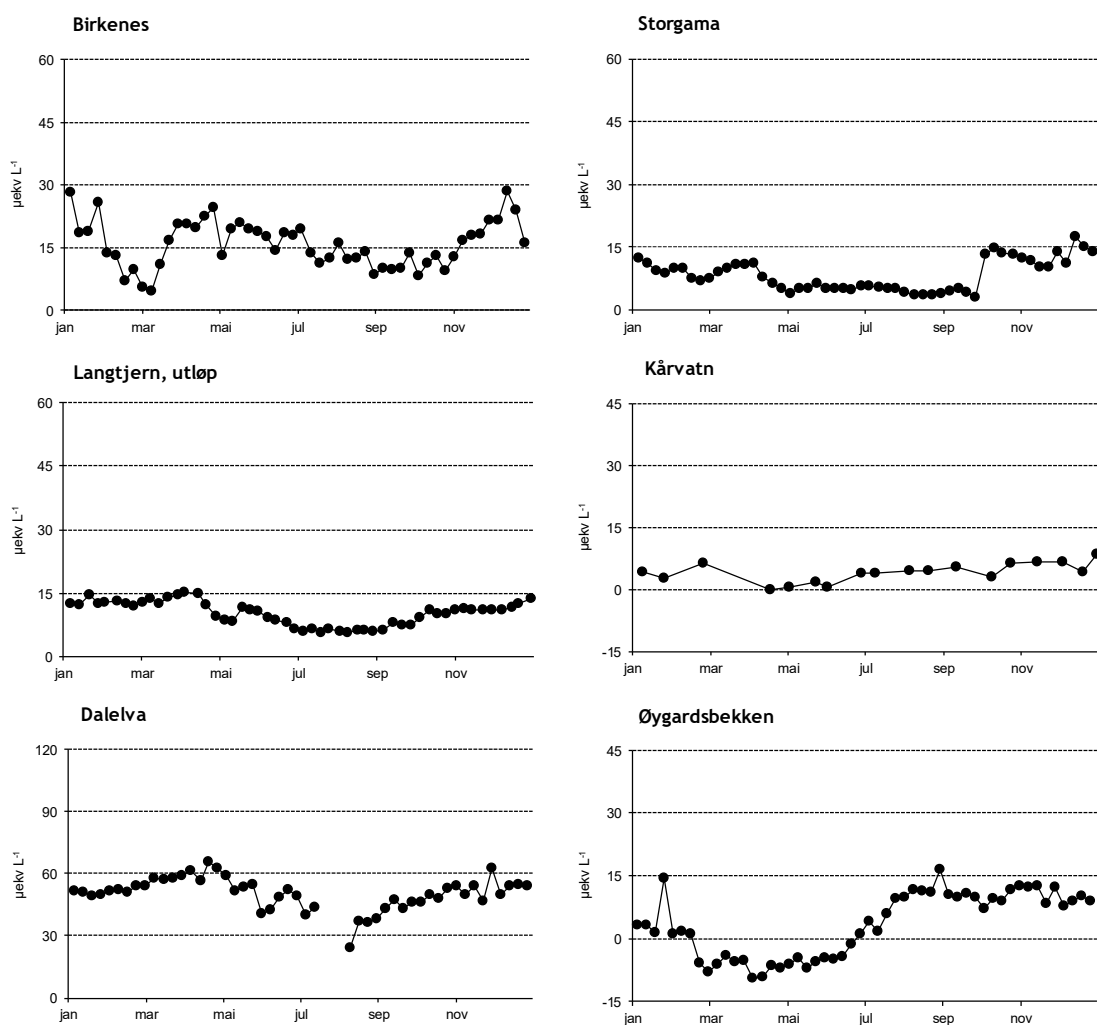 Birkenes
60
45
30
15
0
µekv L-1
jan mar mai jul sep nov
Storgama
60
45
30
15
0
µekv L-1
jan mar mai jul sep nov
Langtjern, utløp
60
45
30
15
0
µekv L-1
jan mar mai jul sep nov
Kårvatn
45
30
15
0
-15
µekv L-1
jan mar mai jul sep nov
Dalelva
120
90
60
30
0
µekv L-1
jan mar mai jul sep nov
Øygardsbekken
45
30
15
0
-15
µekv L-1
jan mar mai jul sep nov